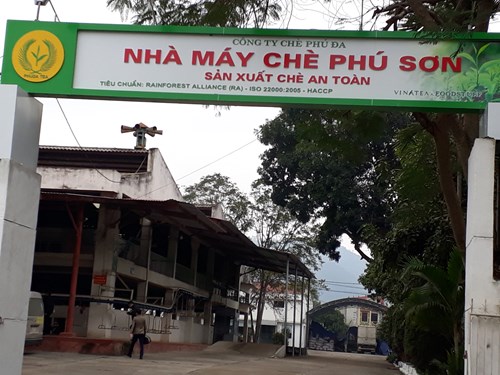 CÔNG TY CHÈ PHÚ ĐA
NHÀ MÁY CHÈ PHÚ SƠN
SẢN XUẤT CHÈ AN TOÀN
TIÊU CHUẨN: RAINFOREST ALLIANCE (RA) - ISO 22000:2005 - HACCP
VINATEA